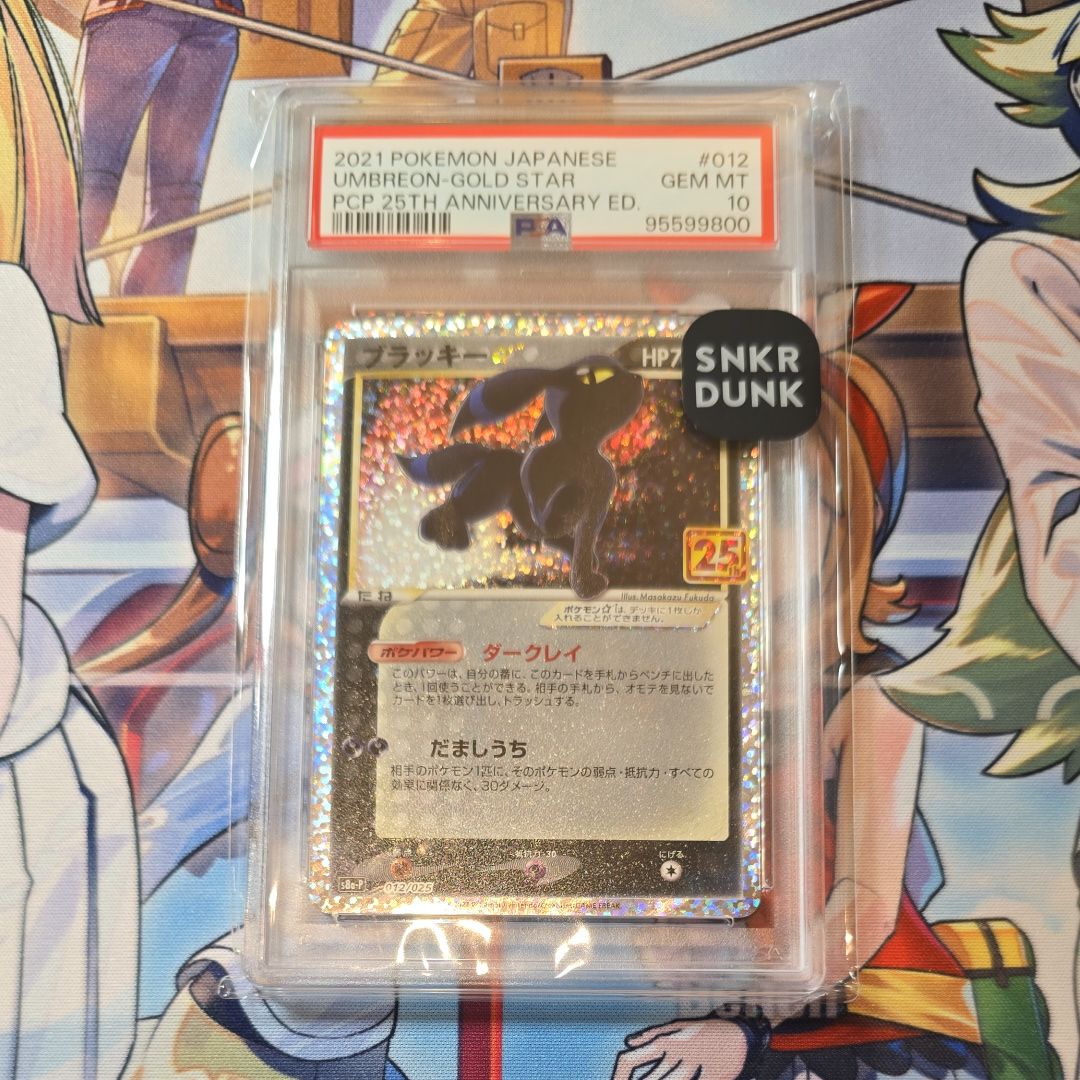 2021 POKEMON JAPANESE #012
UMBREON-GOLD STAR GEM MT
PCP 25TH ANNIVERSARY ED. 10
PSA 95599800
SNKR
DUNK
ブラッキー HP7
25th
たね Illus. Masakazu Fukuda
ポケモン☆は、デッキに1枚しか
入れることができません。
ポケパワー ダークレイ
このパワーは、自分の番に、このカードを手札からベンチに出した
とき、1回使うことができる。相手の手札から、オモテを見ないで
カードを1枚選び出し、トラッシュする。
だましうち
相手のポケモン1匹に、そのポケモンの弱点・抵抗力・すべての
効果に関係なく、30ダメージ。
-30 にげる
s8a-P 012/025
GAME FREAK